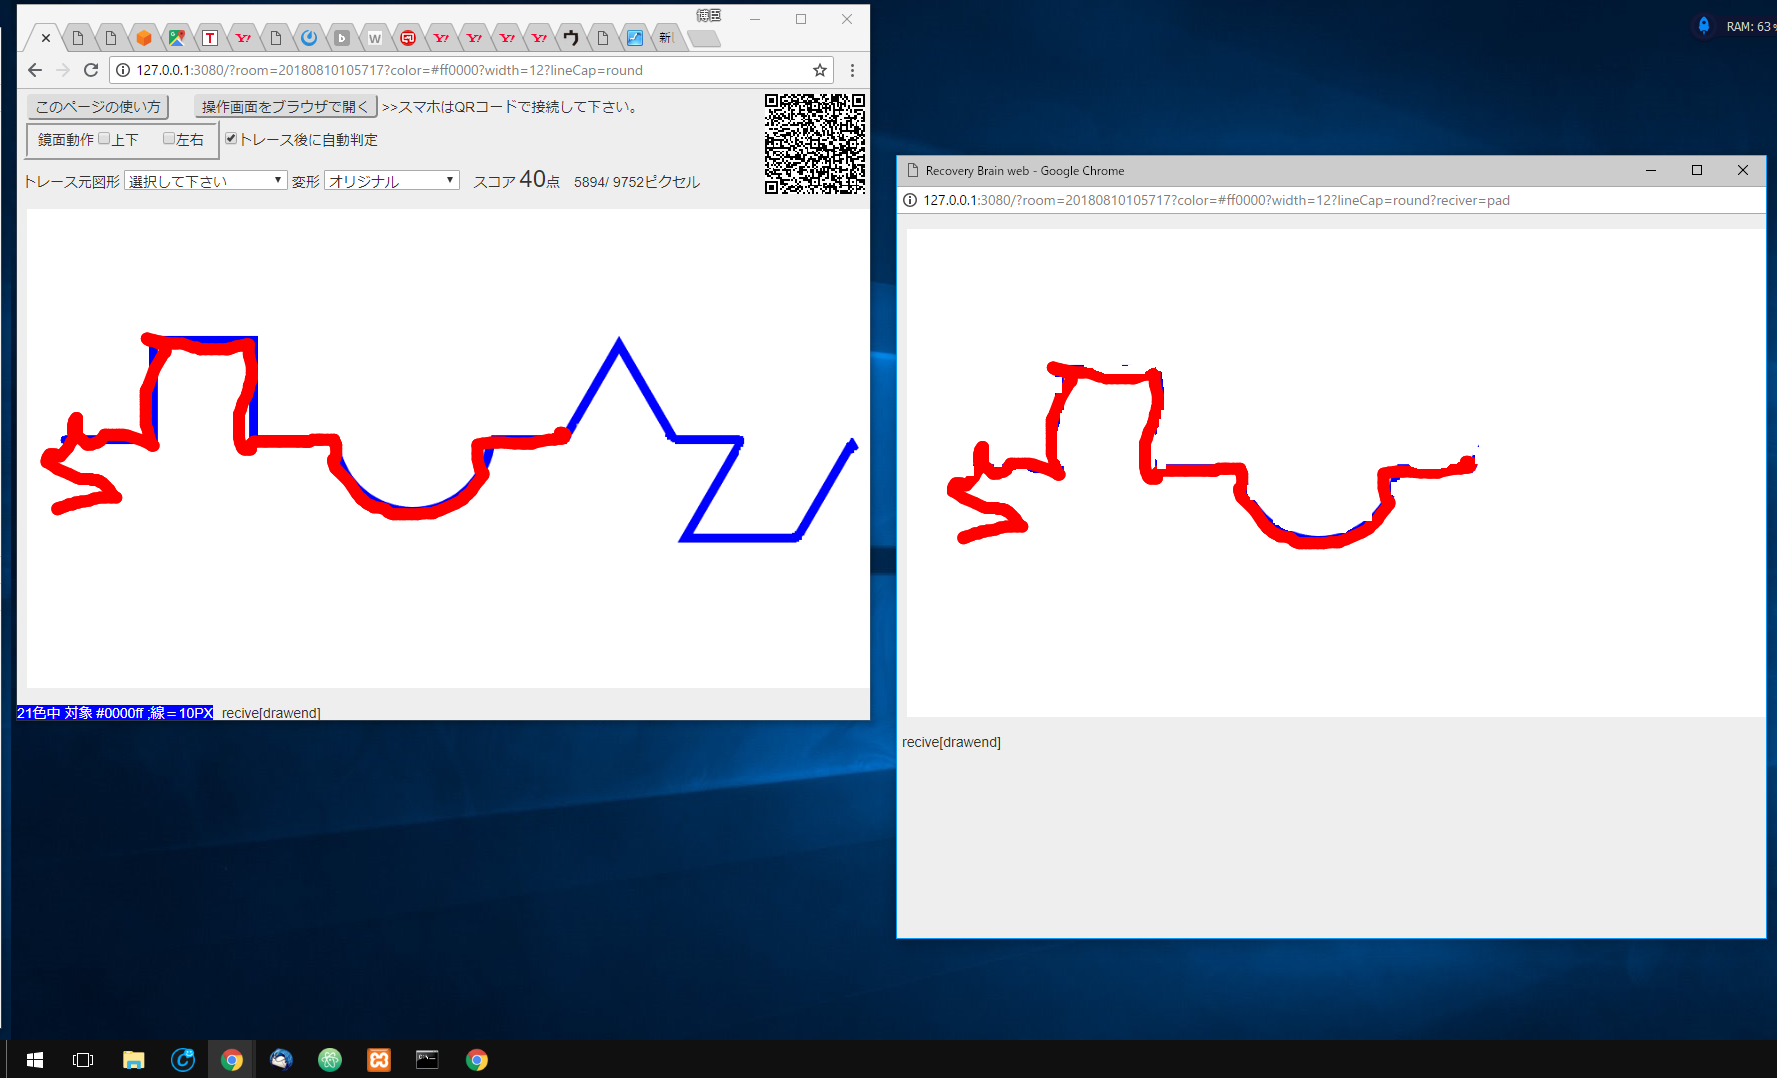 博臣
新し
127.0.0.1:3080/?room=20180810105717?color=#ff0000?width=12?lineCap=round
このページの使い方
操作画面をブラウザで開く
>>スマホはQRコードで接続して下さい。
鏡面動作
上下
左右
トレース後に自動判定
トレース元図形
選択して下さい
変形
オリジナル
スコア 40点
5894/ 9752ピクセル
21色中 対象 #0000ff ;線＝10PX
recive[drawend]
RAM: 63%
Recovery Brain web - Google Chrome
127.0.0.1:3080/?room=20180810105717?color=#ff0000?width=12?lineCap=round?reciver=pad
recive[drawend]